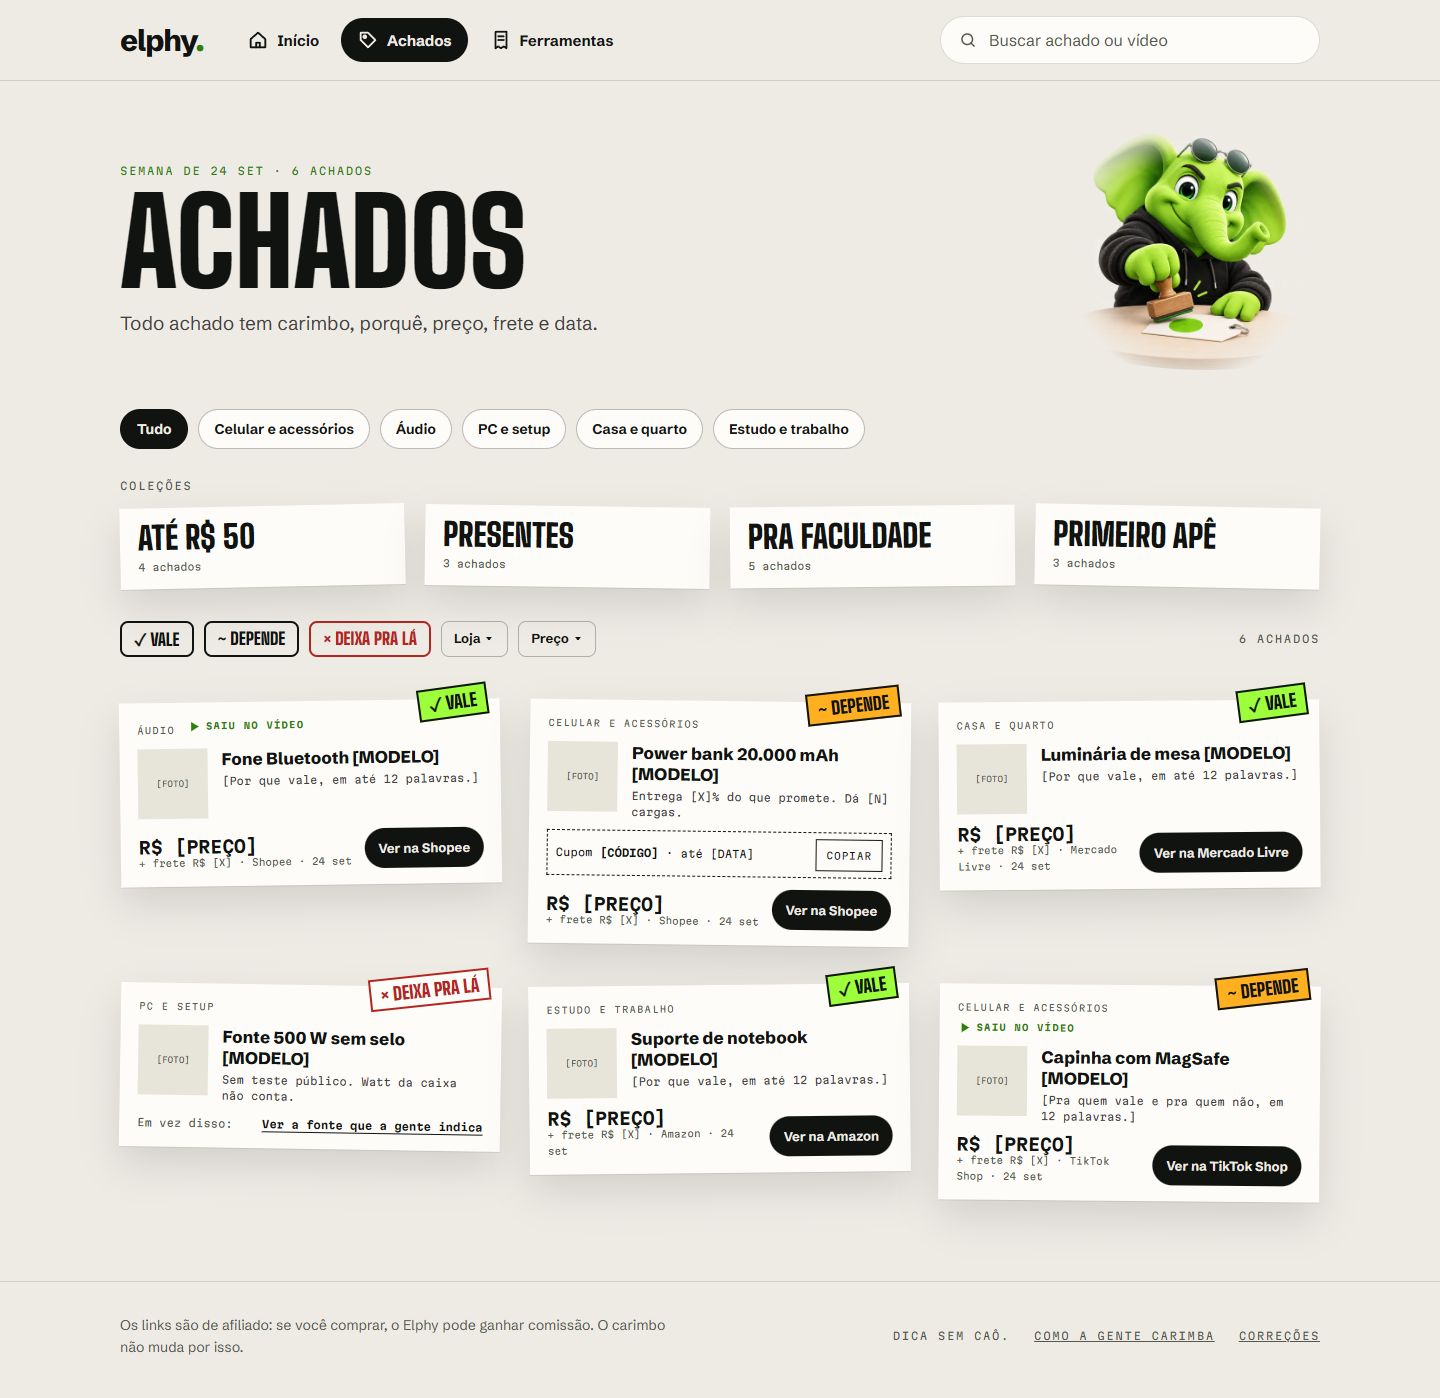 elphy.
Início
Achados
Ferramentas
Buscar achado ou vídeo
SEMANA DE 24 SET · 6 ACHADOS
ACHADOS
Todo achado tem carimbo, porquê, preço, frete e data.
Tudo
Celular e acessórios
Áudio
PC e setup
Casa e quarto
Estudo e trabalho
COLEÇÕES
ATÉ R$ 50
4 achados
PRESENTES
3 achados
PRA FACULDADE
5 achados
PRIMEIRO APÊ
3 achados
✓ VALE
~ DEPENDE
× DEIXA PRA LÁ
Loja
Preço
6 ACHADOS
✓ VALE
ÁUDIO
▶ SAIU NO VÍDEO
[FOTO]
Fone Bluetooth [MODELO]
[Por que vale, em até 12 palavras.]
R$ [PREÇO]
+ frete R$ [X] · Shopee · 24 set
Ver na Shopee
~ DEPENDE
CELULAR E ACESSÓRIOS
[FOTO]
Power bank 20.000 mAh
[MODELO]
Entrega [X]% do que promete. Dá [N]
cargas.
Cupom [CÓDIGO] · até [DATA]
COPIAR
R$ [PREÇO]
+ frete R$ [X] · Shopee · 24 set
Ver na Shopee
✓ VALE
CASA E QUARTO
[FOTO]
Luminária de mesa [MODELO]
[Por que vale, em até 12 palavras.]
R$ [PREÇO]
+ frete R$ [X] · Mercado
Livre · 24 set
Ver na Mercado Livre
× DEIXA PRA LÁ
PC E SETUP
[FOTO]
Fonte 500 W sem selo
[MODELO]
Sem teste público. Watt da caixa
não conta.
Em vez disso:
Ver a fonte que a gente indica
✓ VALE
ESTUDO E TRABALHO
[FOTO]
Suporte de notebook
[MODELO]
[Por que vale, em até 12 palavras.]
R$ [PREÇO]
+ frete R$ [X] · Amazon · 24
set
Ver na Amazon
~ DEPENDE
CELULAR E ACESSÓRIOS
▶ SAIU NO VÍDEO
[FOTO]
Capinha com MagSafe
[MODELO]
[Pra quem vale e pra quem não, em
12 palavras.]
R$ [PREÇO]
+ frete R$ [X] · TikTok
Shop · 24 set
Ver na TikTok Shop
Os links são de afiliado: se você comprar, o Elphy pode ganhar comissão. O carimbo
não muda por isso.
DICA SEM CAÔ.
COMO A GENTE CARIMBA
CORREÇÕES